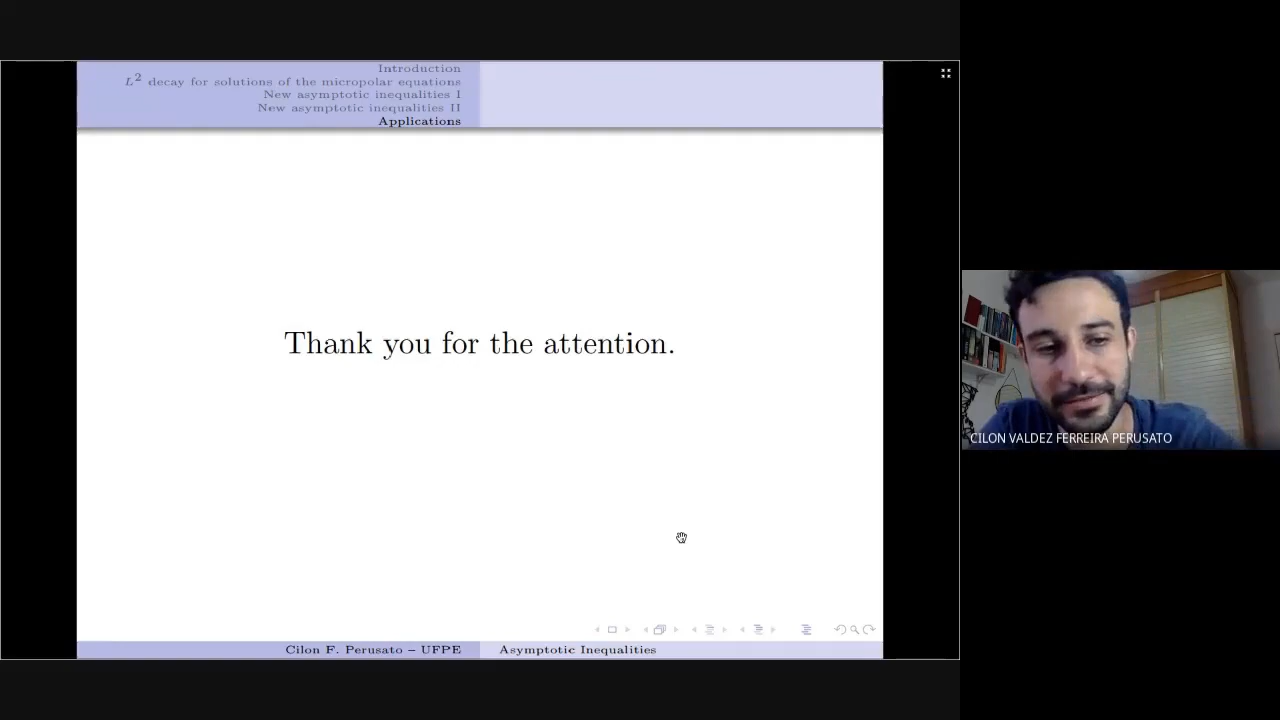 Introduction
L² decay for solutions of the micropolar equations
New asymptotic inequalities I
New asymptotic inequalities II
Applications
Thank you for the attention.
CILON VALDEZ FERREIRA PERUSATO
Cilon F. Perusato – UFPE
Asymptotic Inequalities